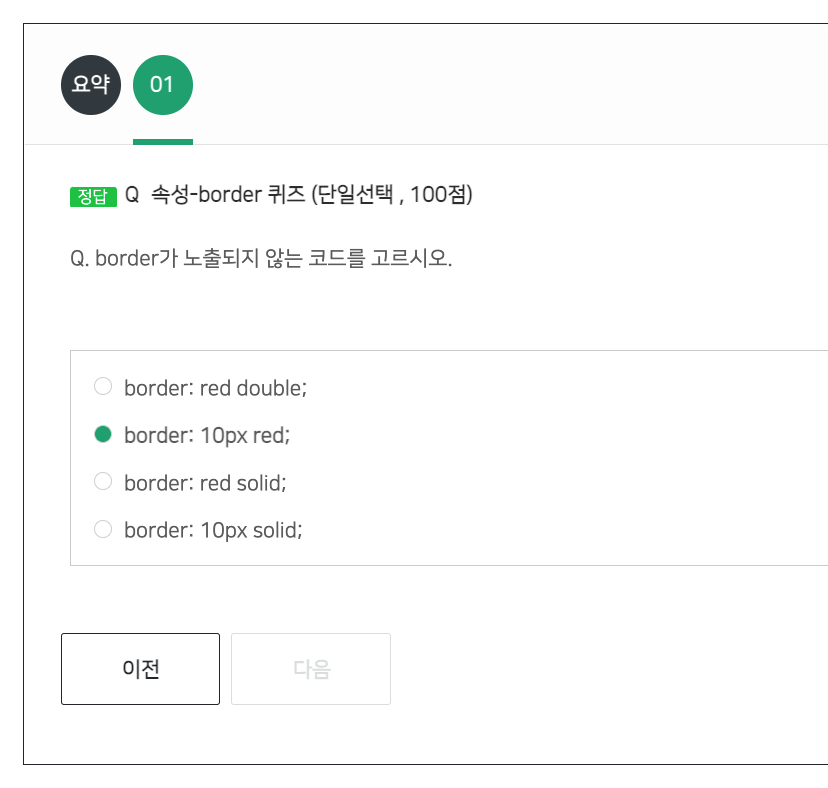 요약 01
정답 Q 속성-border 퀴즈 (단일선택 , 100점)
Q. border가 노출되지 않는 코드를 고르시오.
border: red double;
border: 10px red;
border: red solid;
border: 10px solid;
이전 다음